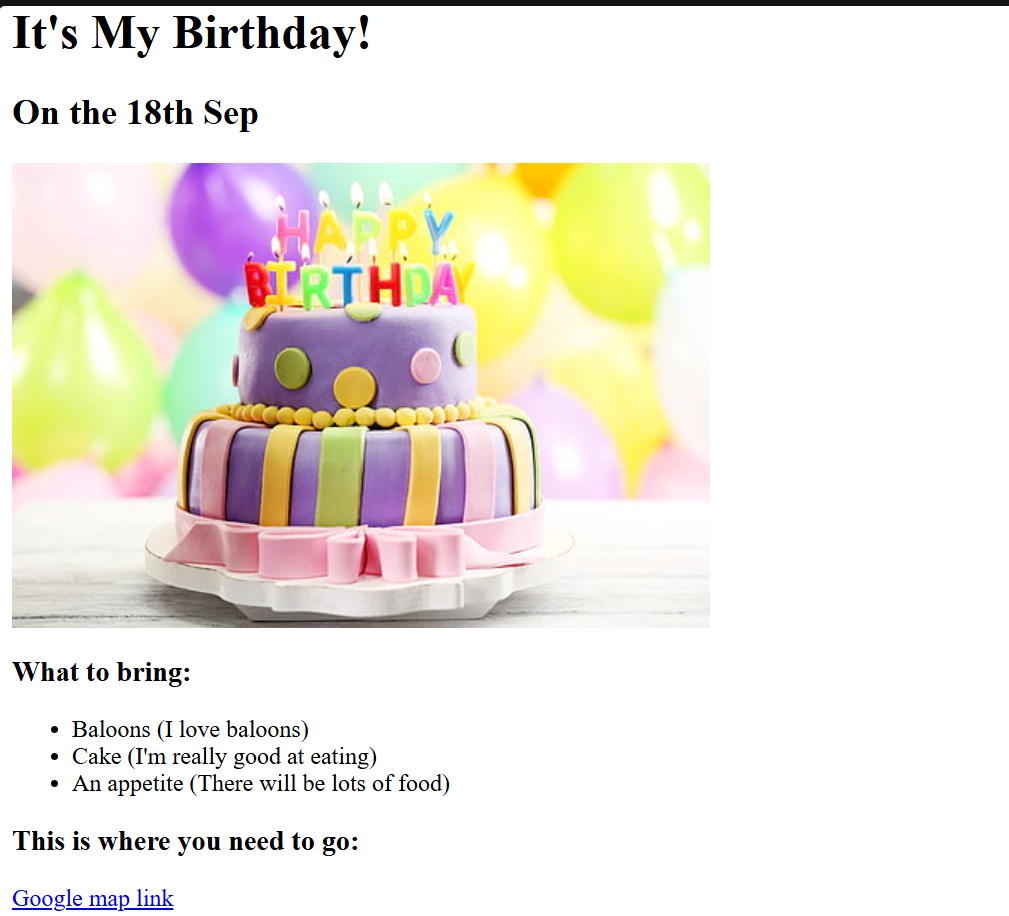 It's My Birthday!
On the 18th Sep
HAPPY
BIRTHDAY
What to bring:
Baloons (I love baloons)
Cake (I'm really good at eating)
An appetite (There will be lots of food)
This is where you need to go:
Google map link